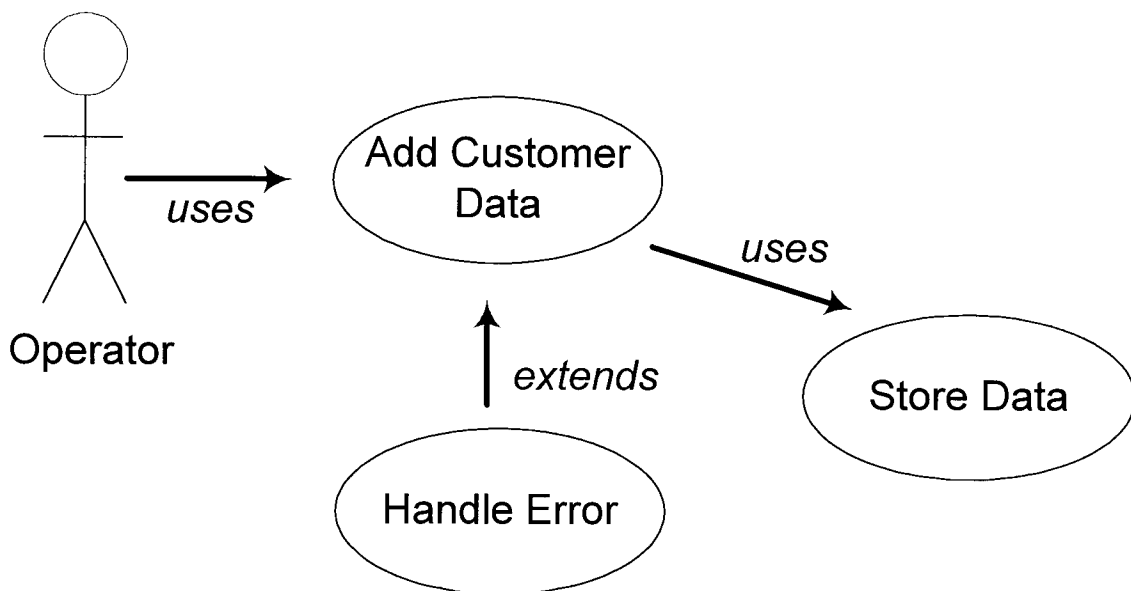 Add Customer
Data
uses
uses
Operator
extends
Store Data
Handle Error